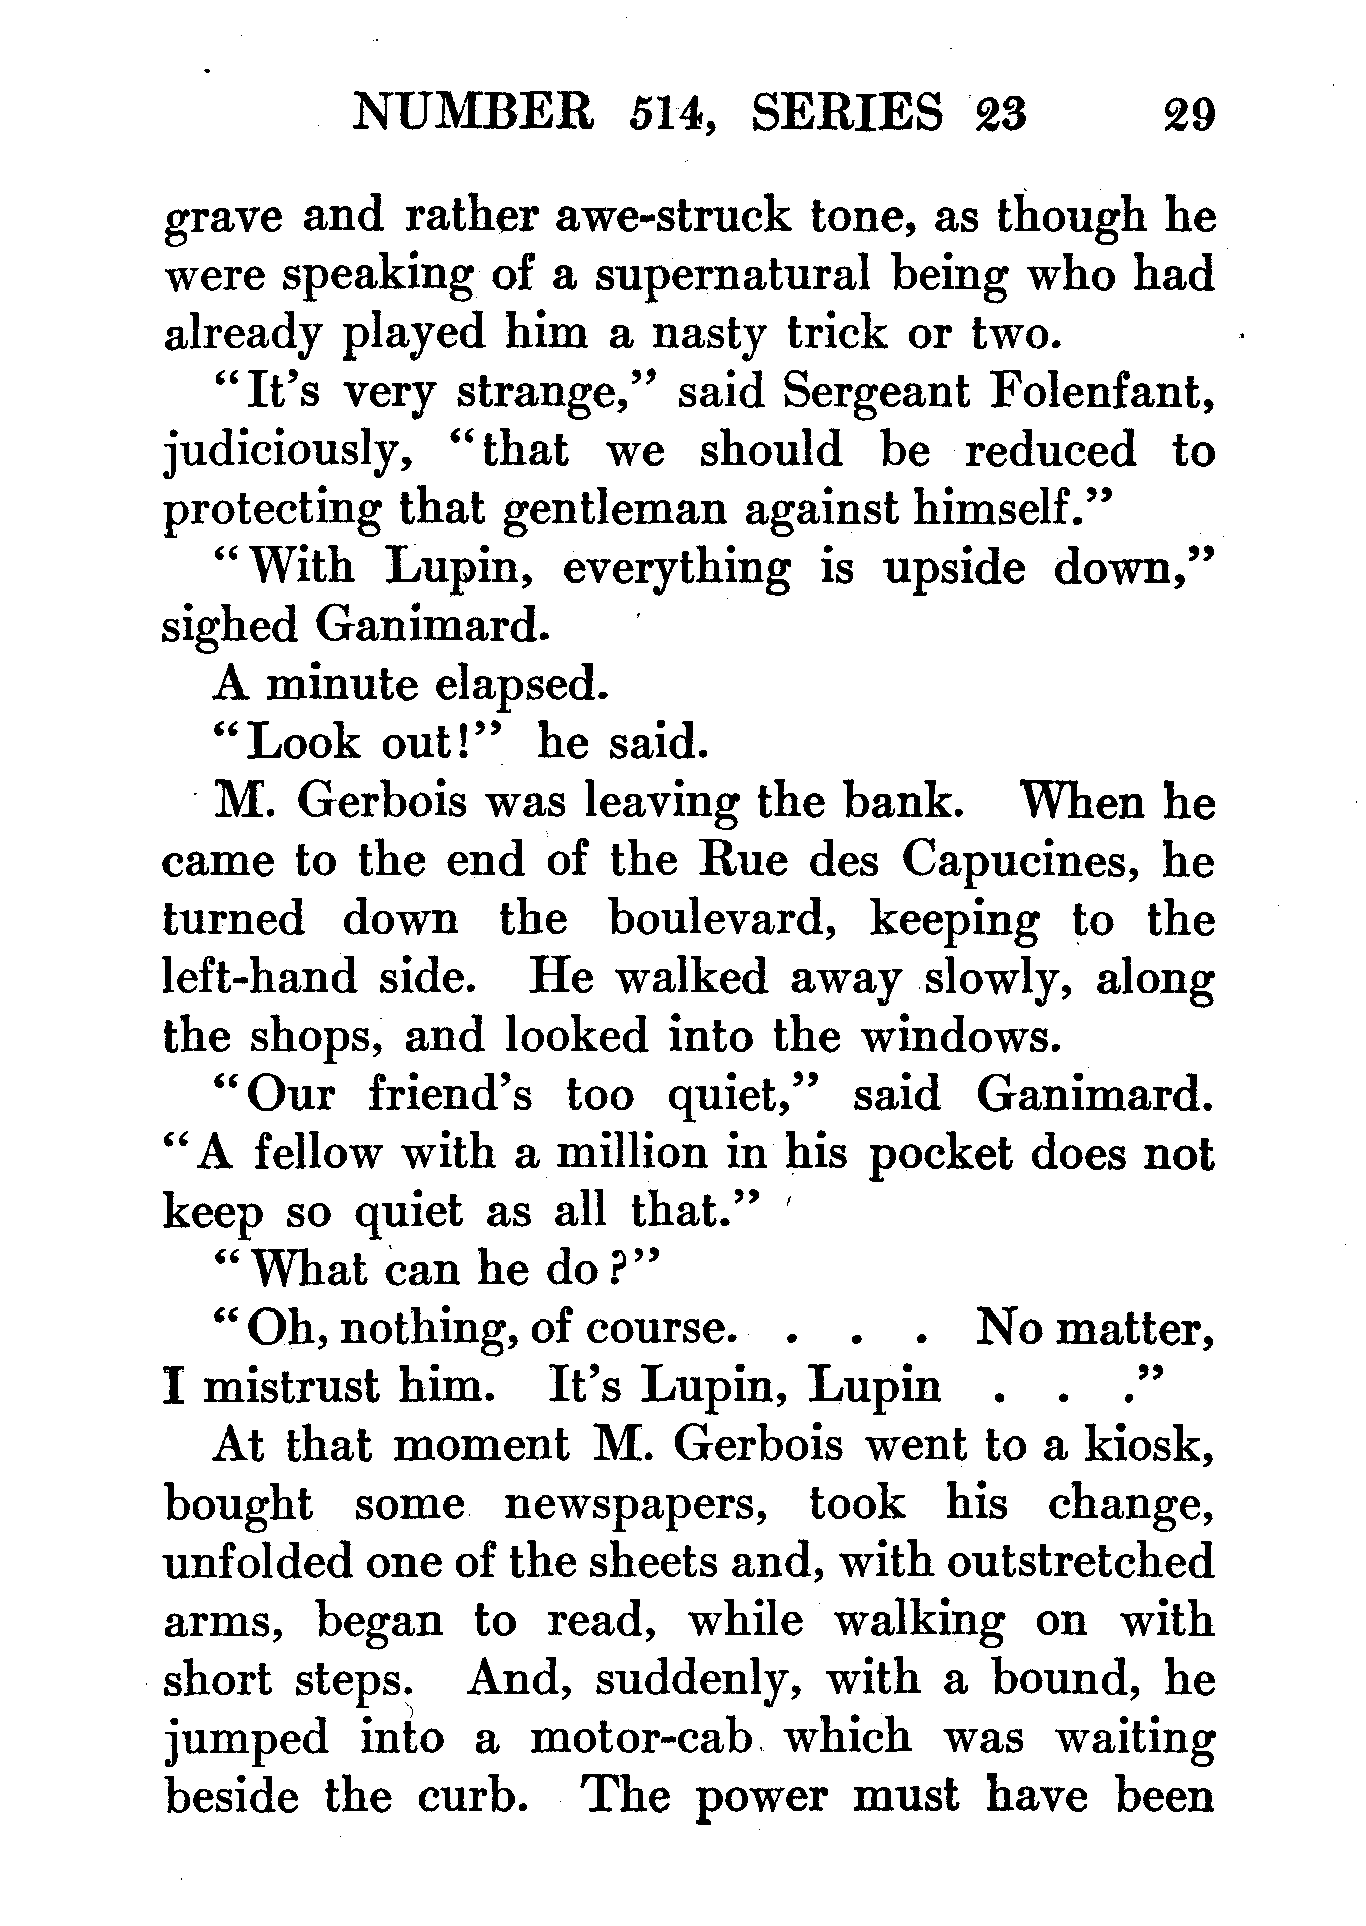 NUMBER 514, SERIES 23 29
grave and rather awe-struck tone, as though he
were speaking of a supernatural being who had
already played him a nasty trick or two.
"It's very strange," said Sergeant Folenfant,
judiciously, "that we should be reduced to
protecting that gentleman against himself."
"With Lupin, everything is upside down,"
sighed Ganimard.
A minute elapsed.
"Look out!" he said.
M. Gerbois was leaving the bank. When he
came to the end of the Rue des Capucines, he
turned down the boulevard, keeping to the
left-hand side. He walked away slowly, along
the shops, and looked into the windows.
"Our friend's too quiet," said Ganimard.
"A fellow with a million in his pocket does not
keep so quiet as all that."
"What can he do?"
"Oh, nothing, of course. . . . No matter,
I mistrust him. It's Lupin, Lupin . . ."
At that moment M. Gerbois went to a kiosk,
bought some newspapers, took his change,
unfolded one of the sheets and, with outstretched
arms, began to read, while walking on with
short steps. And, suddenly, with a bound, he
jumped into a motor-cab which was waiting
beside the curb. The power must have been